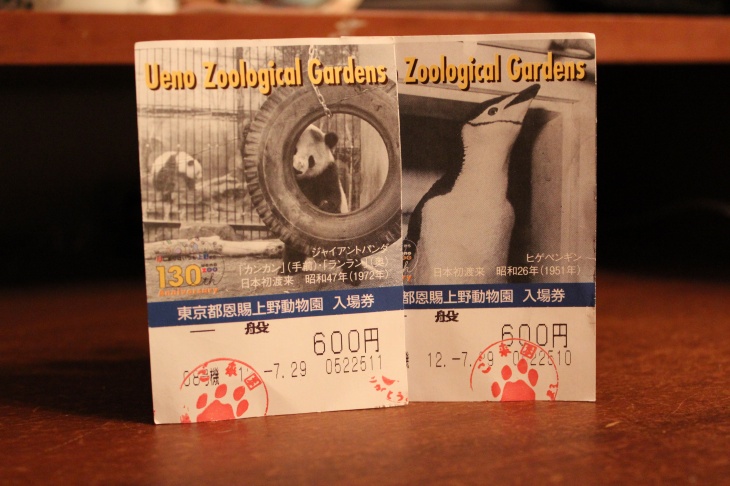 Ueno Zoological Gardens
ジャイアントパンダ
「カンカン」(手前)・「ランラン」(奥)
日本初渡来 昭和47年(1972年)
130
Anniversary
東京都恩賜上野動物園 入場券
一般
600円
-7.29 0522511
Zoological Gardens
ヒゲペンギン
日本初渡来 昭和26年(1951年)
東京都恩賜上野動物園 入場券
般
600円
機 12.-7.29 0522510